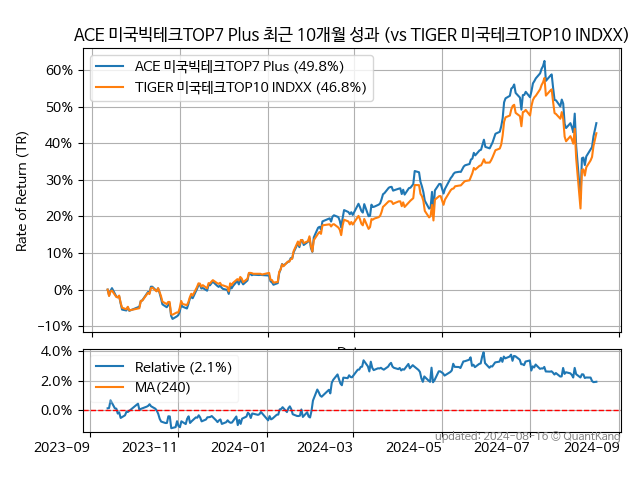 ACE 미국빅테크TOP7 Plus 최근 10개월 성과 (vs TIGER 미국테크TOP10 INDXX)
ACE 미국빅테크TOP7 Plus (49.8%)
TIGER 미국테크TOP10 INDXX (46.8%)
Rate of Return (TR)
60%
50%
40%
30%
20%
10%
0%
−10%
4.0%
2.0%
0.0%
Relative (2.1%)
MA(240)
updated: 2024-08-16 © QuantKang
2023-09
2023-11
2024-01
2024-03
2024-05
2024-07
2024-09